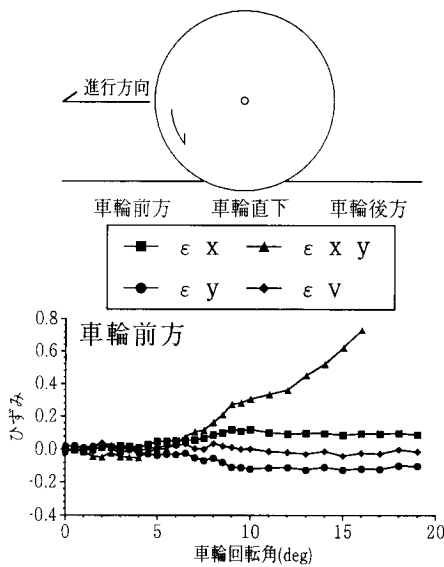 進行方向
車輪前方 車輪直下 車輪後方
ε x ε x y
ε y ε v
車輪前方
ひずみ
0.8
0.6
0.4
0.2
0.0
-0.2
-0.4
0 5 10 15 20
車輪回転角(deg)